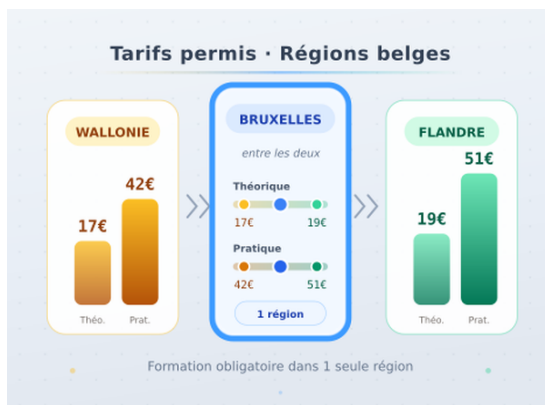 Tarifs permis · Régions belges
WALLONIE
42€
17€
Théo.
Prat.
BRUXELLES
entre les deux
Théorique
17€
19€
Pratique
42€
51€
1 région
FLANDRE
51€
19€
Théo.
Prat.
Formation obligatoire dans 1 seule région